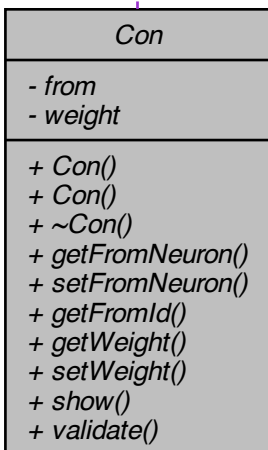 Con
- from
- weight
+ Con()
+ Con()
+ ~Con()
+ getFromNeuron()
+ setFromNeuron()
+ getFromId()
+ getWeight()
+ setWeight()
+ show()
+ validate()